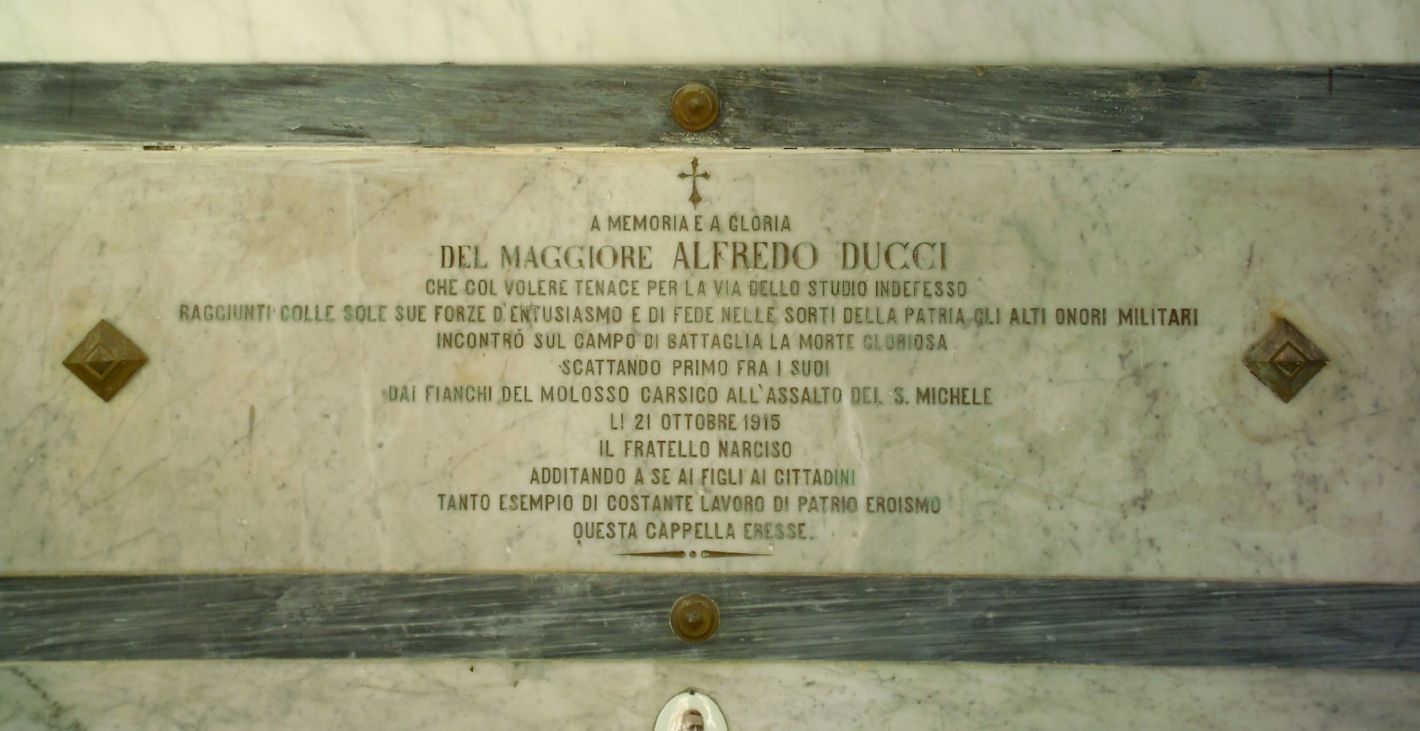 A MEMORIA E A GLORIA
DEL MAGGIORE ALFREDO DUCCI
CHE COL VOLERE TENACE PER LA VIA DELLO STUDIO INDEFESSO
RAGGIUNTI COLLE SOLE SUE FORZE D'ENTUSIASMO E DI FEDE NELLE SORTI DELLA PATRIA GLI ALTI ONORI MILITARI
INCONTRÒ SUL CAMPO DI BATTAGLIA LA MORTE GLORIOSA
SCATTANDO PRIMO FRA I SUOI
DAI FIANCHI DEL MOLOSSO CARSICO ALL'ASSALTO DEL S. MICHELE
LI 21 OTTOBRE 1915
IL FRATELLO NARCISO
ADDITANDO A SE AI FIGLI AI CITTADINI
TANTO ESEMPIO DI COSTANTE LAVORO DI PATRIO EROISMO
QUESTA CAPPELLA ERESSE.